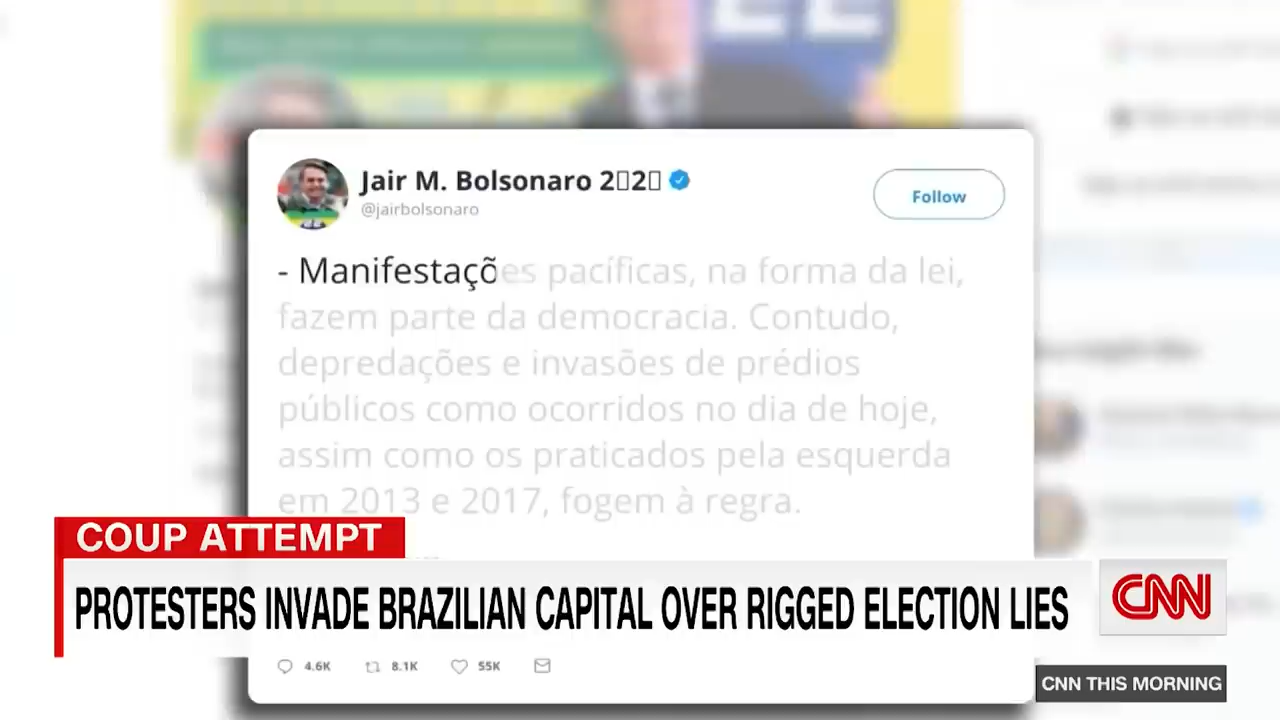 Jair M. Bolsonaro 2▯2▯
@jairbolsonaro
Follow
- Manifestações pacíficas, na forma da lei,
fazem parte da democracia. Contudo,
depredações e invasões de prédios
públicos como ocorridos no dia de hoje,
assim como os praticados pela esquerda
em 2013 e 2017, fogem à regra.
COUP ATTEMPT
PROTESTERS INVADE BRAZILIAN CAPITAL OVER RIGGED ELECTION LIES
CNN
4.6K 8.1K 55K
CNN THIS MORNING